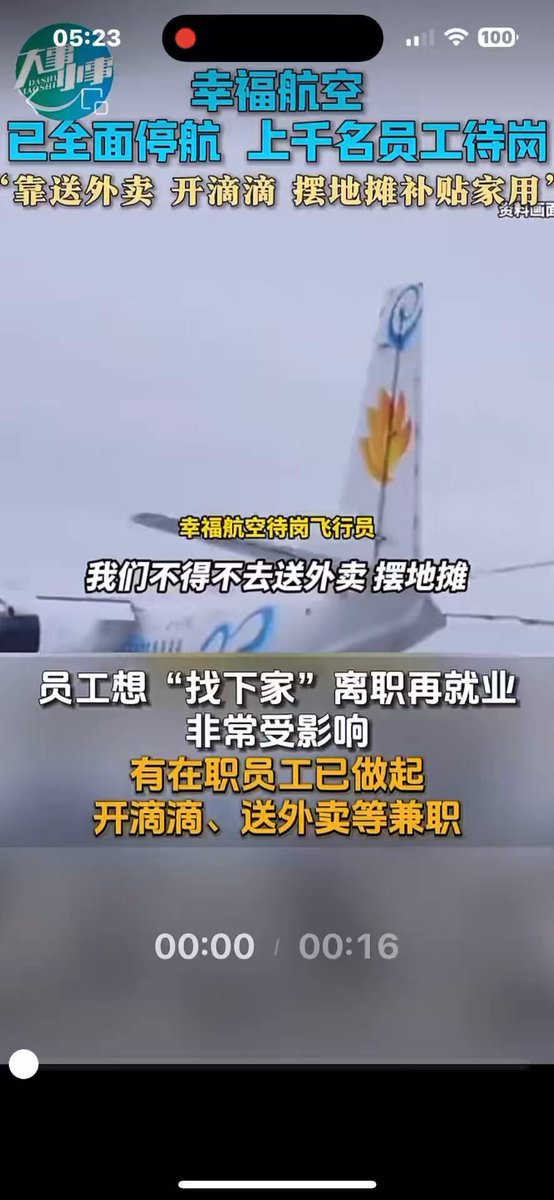 05:23
100
大事小事
DASHI
XIAOSHI
幸福航空
已全面停航 上千名员工待岗
“靠送外卖 开滴滴 摆地摊补贴家用”
资料画面
幸福航空待岗飞行员
我们不得不去送外卖 摆地摊
员工想“找下家”离职再就业
非常受影响
有在职员工已做起
开滴滴、送外卖等兼职
00:00 / 00:16